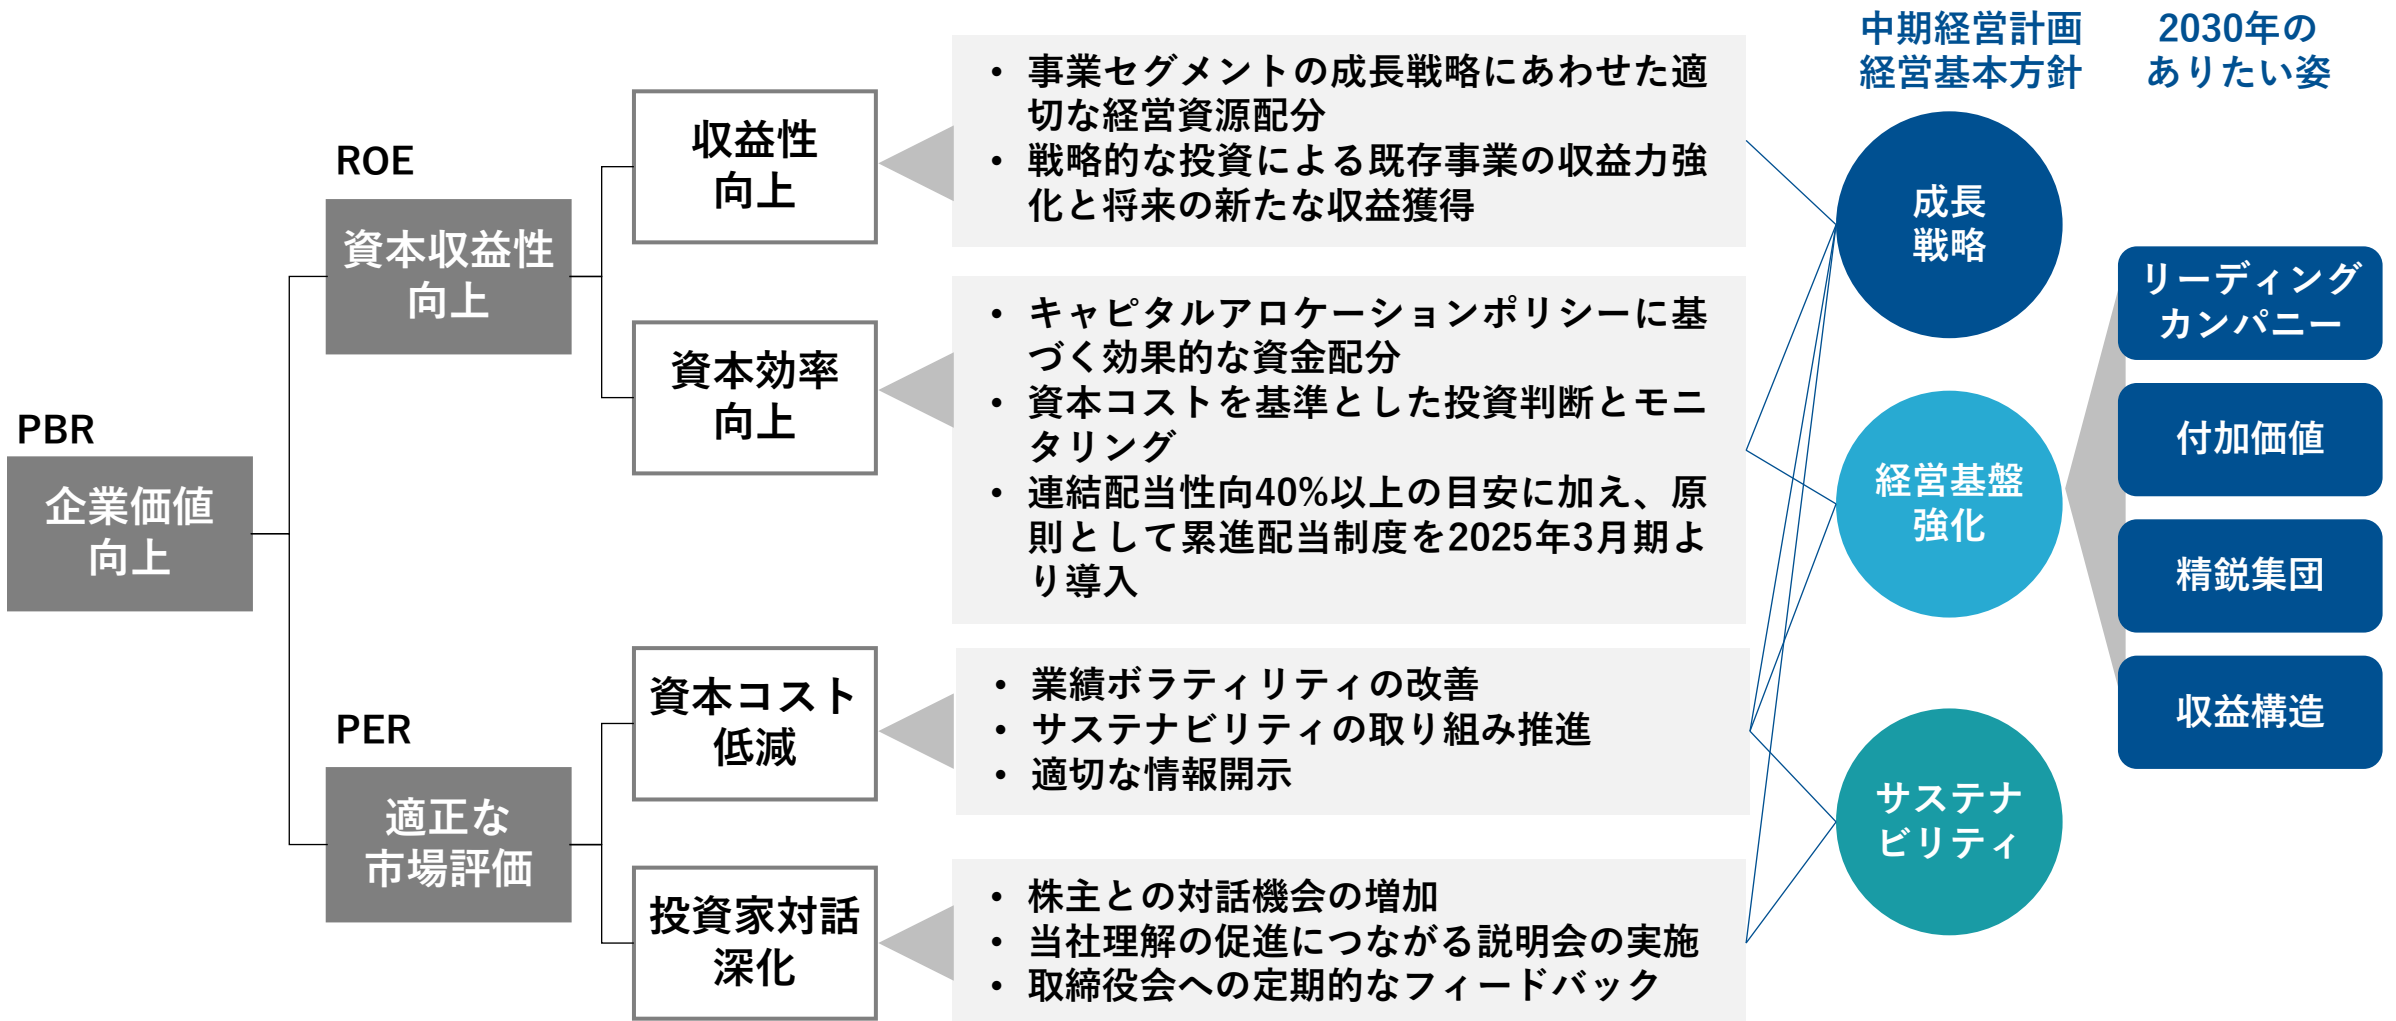 PBR
企業価値
向上
ROE
資本収益性
向上
PER
適正な
市場評価
収益性
向上
資本効率
向上
資本コスト
低減
投資家対話
深化
• 事業セグメントの成長戦略にあわせた適
切な経営資源配分
• 戦略的な投資による既存事業の収益力強
化と将来の新たな収益獲得
• キャピタルアロケーションポリシーに基
づく効果的な資金配分
• 資本コストを基準とした投資判断とモニ
タリング
• 連結配当性向40%以上の目安に加え、原
則として累進配当制度を2025年3月期よ
り導入
• 業績ボラティリティの改善
• サステナビリティの取り組み推進
• 適切な情報開示
• 株主との対話機会の増加
• 当社理解の促進につながる説明会の実施
• 取締役会への定期的なフィードバック
中期経営計画
経営基本方針
成長
戦略
経営基盤
強化
サステナ
ビリティ
2030年の
ありたい姿
リーディング
カンパニー
付加価値
精鋭集団
収益構造